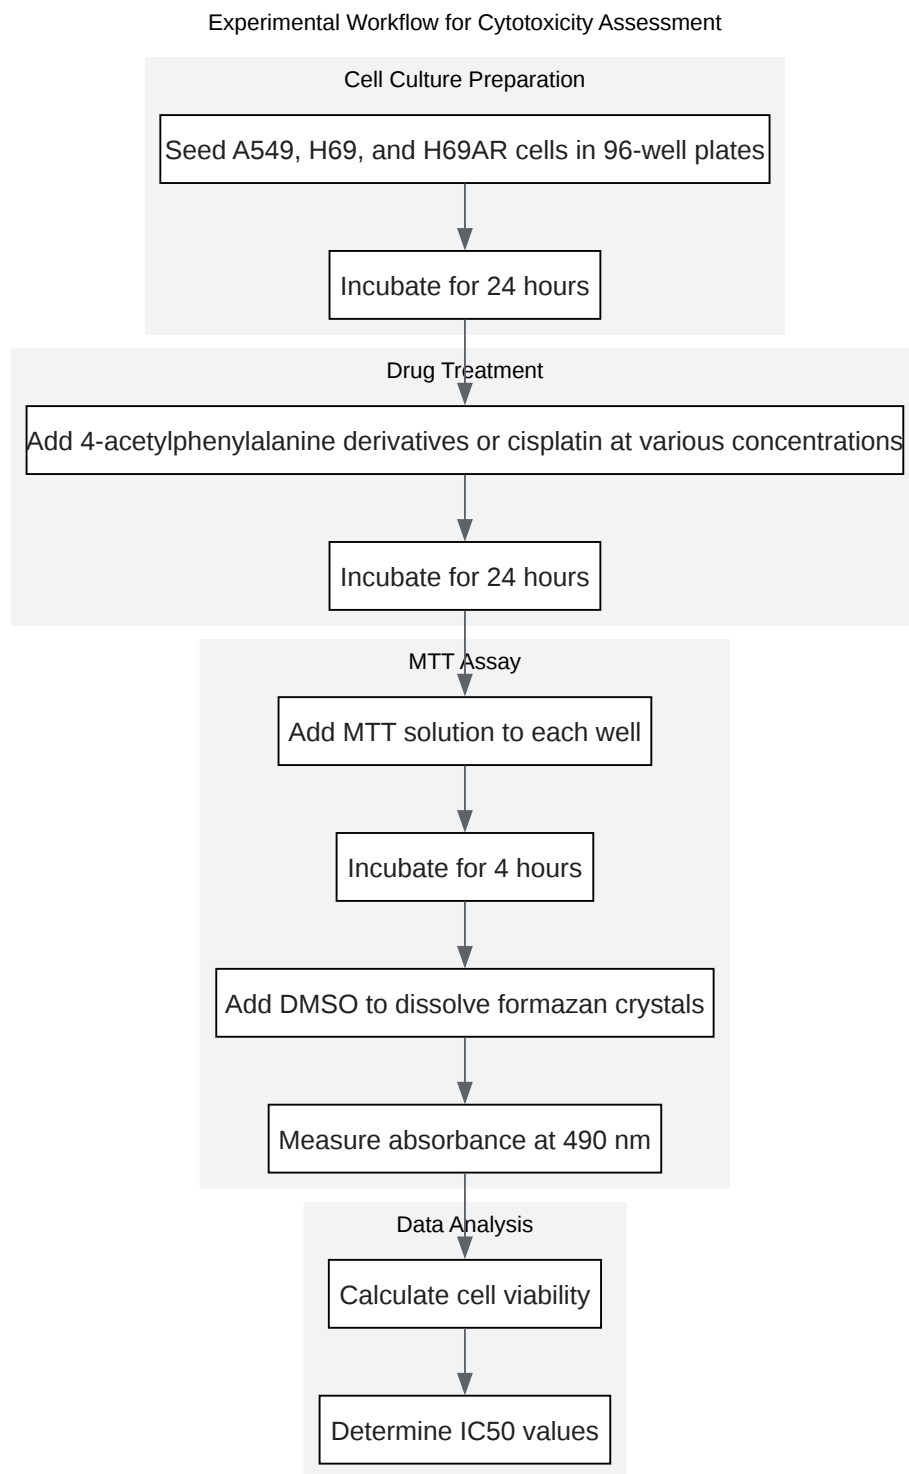 Experimental Workflow for Cytotoxicity Assessment
Cell Culture Preparation
Seed A549, H69, and H69AR cells in 96-well plates
Incubate for 24 hours
Drug Treatment
Add 4-acetylphenylalanine derivatives or cisplatin at various concentrations
Incubate for 24 hours
MTT Assay
Add MTT solution to each well
Incubate for 4 hours
Add DMSO to dissolve formazan crystals
Measure absorbance at 490 nm
Data Analysis
Calculate cell viability
Determine IC50 values